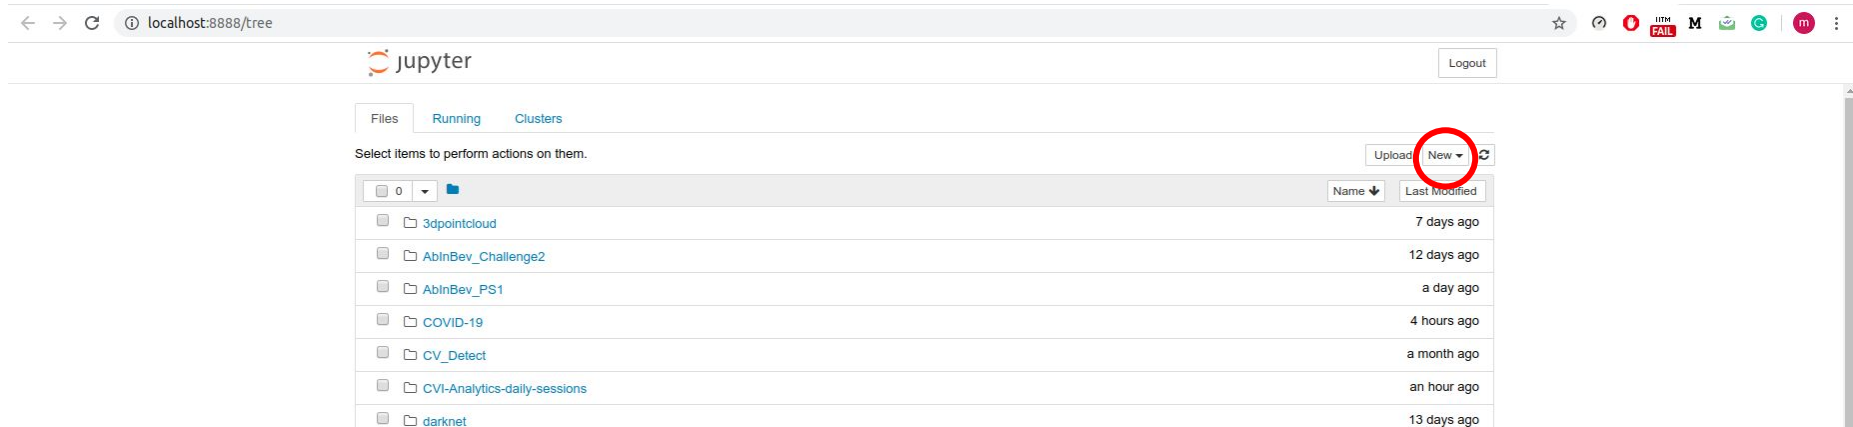 localhost:8888/tree
IITM
FAIL
M
G
m
jupyter
Logout
Files Running Clusters
Select items to perform actions on them.
Upload New
0 Name Last Modified
3dpointcloud 7 days ago
AbInBev_Challenge2 12 days ago
AbInBev_PS1 a day ago
COVID-19 4 hours ago
CV_Detect a month ago
CVI-Analytics-daily-sessions an hour ago
darknet 13 days ago